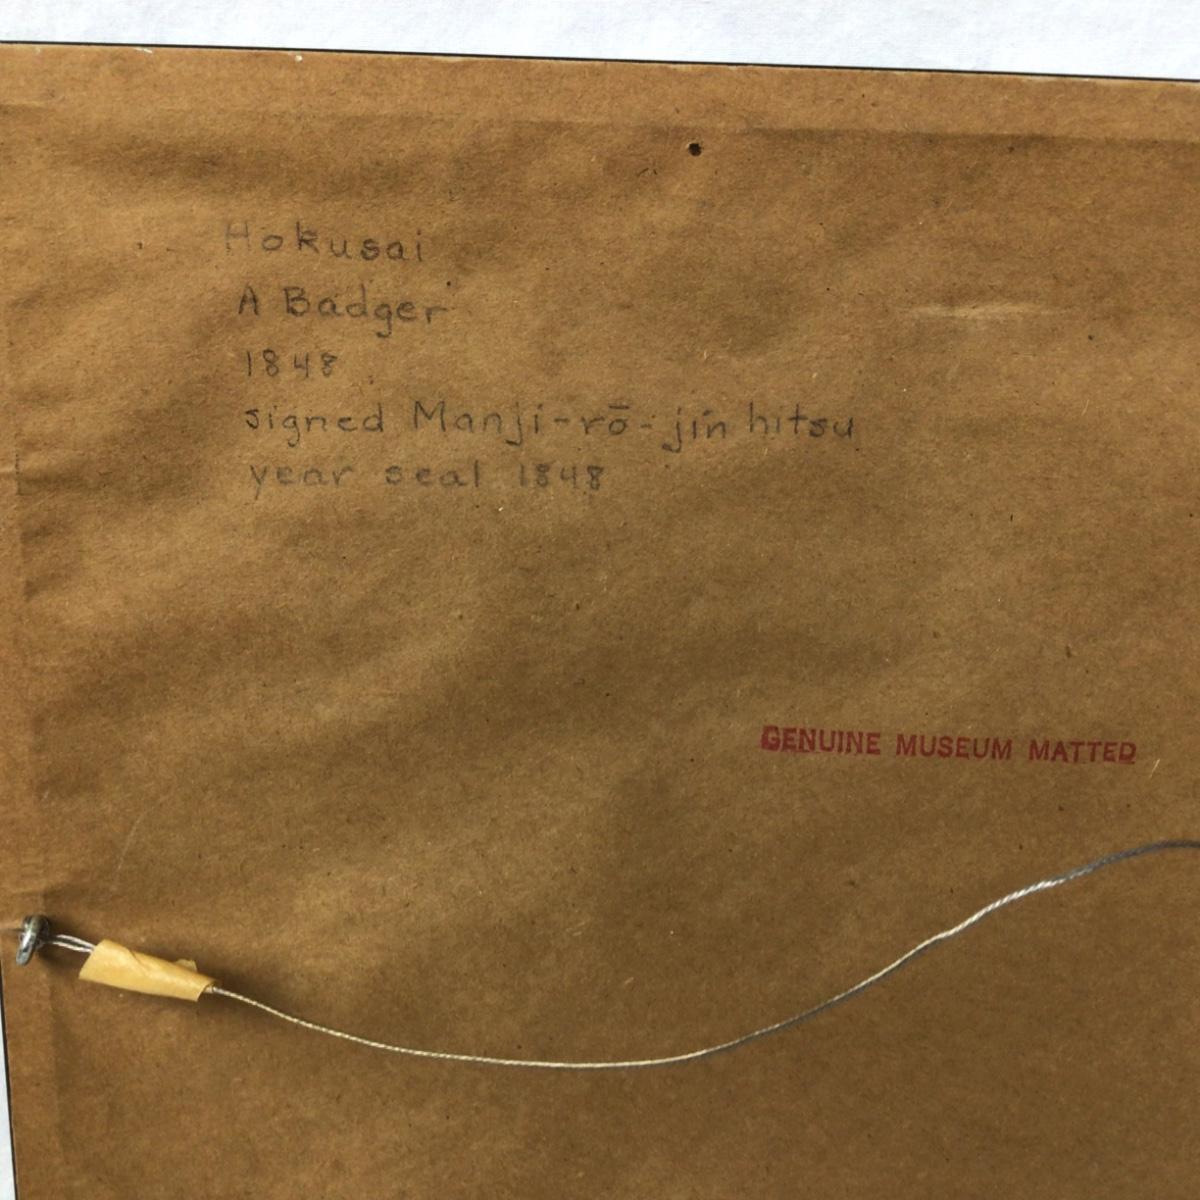 Hokusai
A Badger
1848
signed Manji-rō-jin hitsu
year seal 1848
GENUINE MUSEUM MATTED